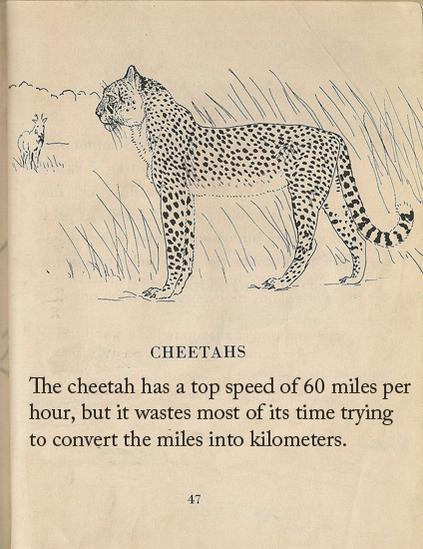 CHEETAHS
The cheetah has a top speed of 60 miles per
hour, but it wastes most of its time trying
to convert the miles into kilometers.
47